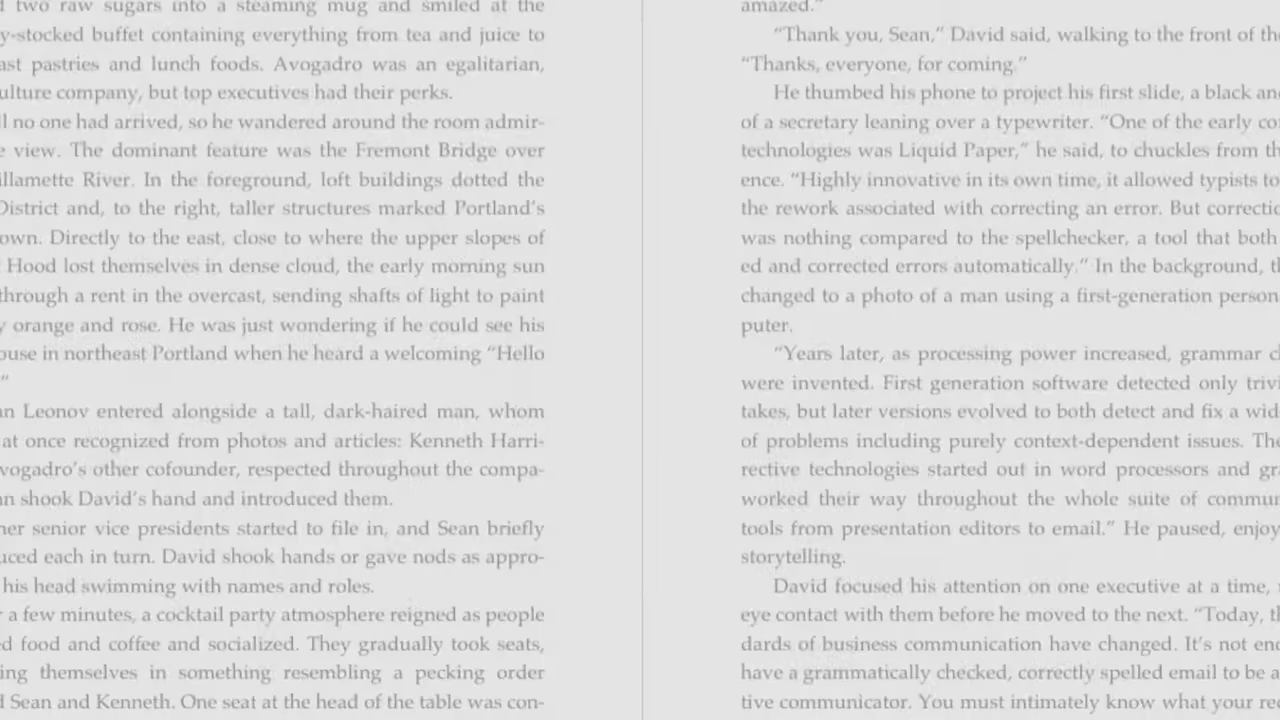 two raw sugars into a steaming mug and smiled at the
y-stocked buffet containing everything from tea and juice to
ast pastries and lunch foods. Avogadro was an egalitarian,
ulture company, but top executives had their perks.
ll no one had arrived, so he wandered around the room admir-
e view. The dominant feature was the Fremont Bridge over
illamette River. In the foreground, loft buildings dotted the
District and, to the right, taller structures marked Portland's
own. Directly to the east, close to where the upper slopes of
Hood lost themselves in dense cloud, the early morning sun
through a rent in the overcast, sending shafts of light to paint
y orange and rose. He was just wondering if he could see his
ouse in northeast Portland when he heard a welcoming “Hello
”
an Leonov entered alongside a tall, dark-haired man, whom
at once recognized from photos and articles: Kenneth Harri-
vogadro's other cofounder, respected throughout the compa-
an shook David's hand and introduced them.
her senior vice presidents started to file in, and Sean briefly
uced each in turn. David shook hands or gave nods as appro-
his head swimming with names and roles.
r a few minutes, a cocktail party atmosphere reigned as people
ed food and coffee and socialized. They gradually took seats,
ing themselves in something resembling a pecking order
d Sean and Kenneth. One seat at the head of the table was con-
amazed.”
“Thank you, Sean,” David said, walking to the front of the
“Thanks, everyone, for coming.”
He thumbed his phone to project his first slide, a black an
of a secretary leaning over a typewriter. “One of the early co
technologies was Liquid Paper,” he said, to chuckles from th
ence. “Highly innovative in its own time, it allowed typists to
the rework associated with correcting an error. But correctio
was nothing compared to the spellchecker, a tool that both
ed and corrected errors automatically.” In the background, th
changed to a photo of a man using a first-generation person
puter.
“Years later, as processing power increased, grammar c
were invented. First generation software detected only trivi
takes, but later versions evolved to both detect and fix a wid
of problems including purely context-dependent issues. The
rective technologies started out in word processors and gra
worked their way throughout the whole suite of commun
tools from presentation editors to email.” He paused, enjoy
storytelling.
David focused his attention on one executive at a time,
eye contact with them before he moved to the next. “Today, th
dards of business communication have changed. It's not eno
have a grammatically checked, correctly spelled email to be a
tive communicator. You must intimately know what your rec